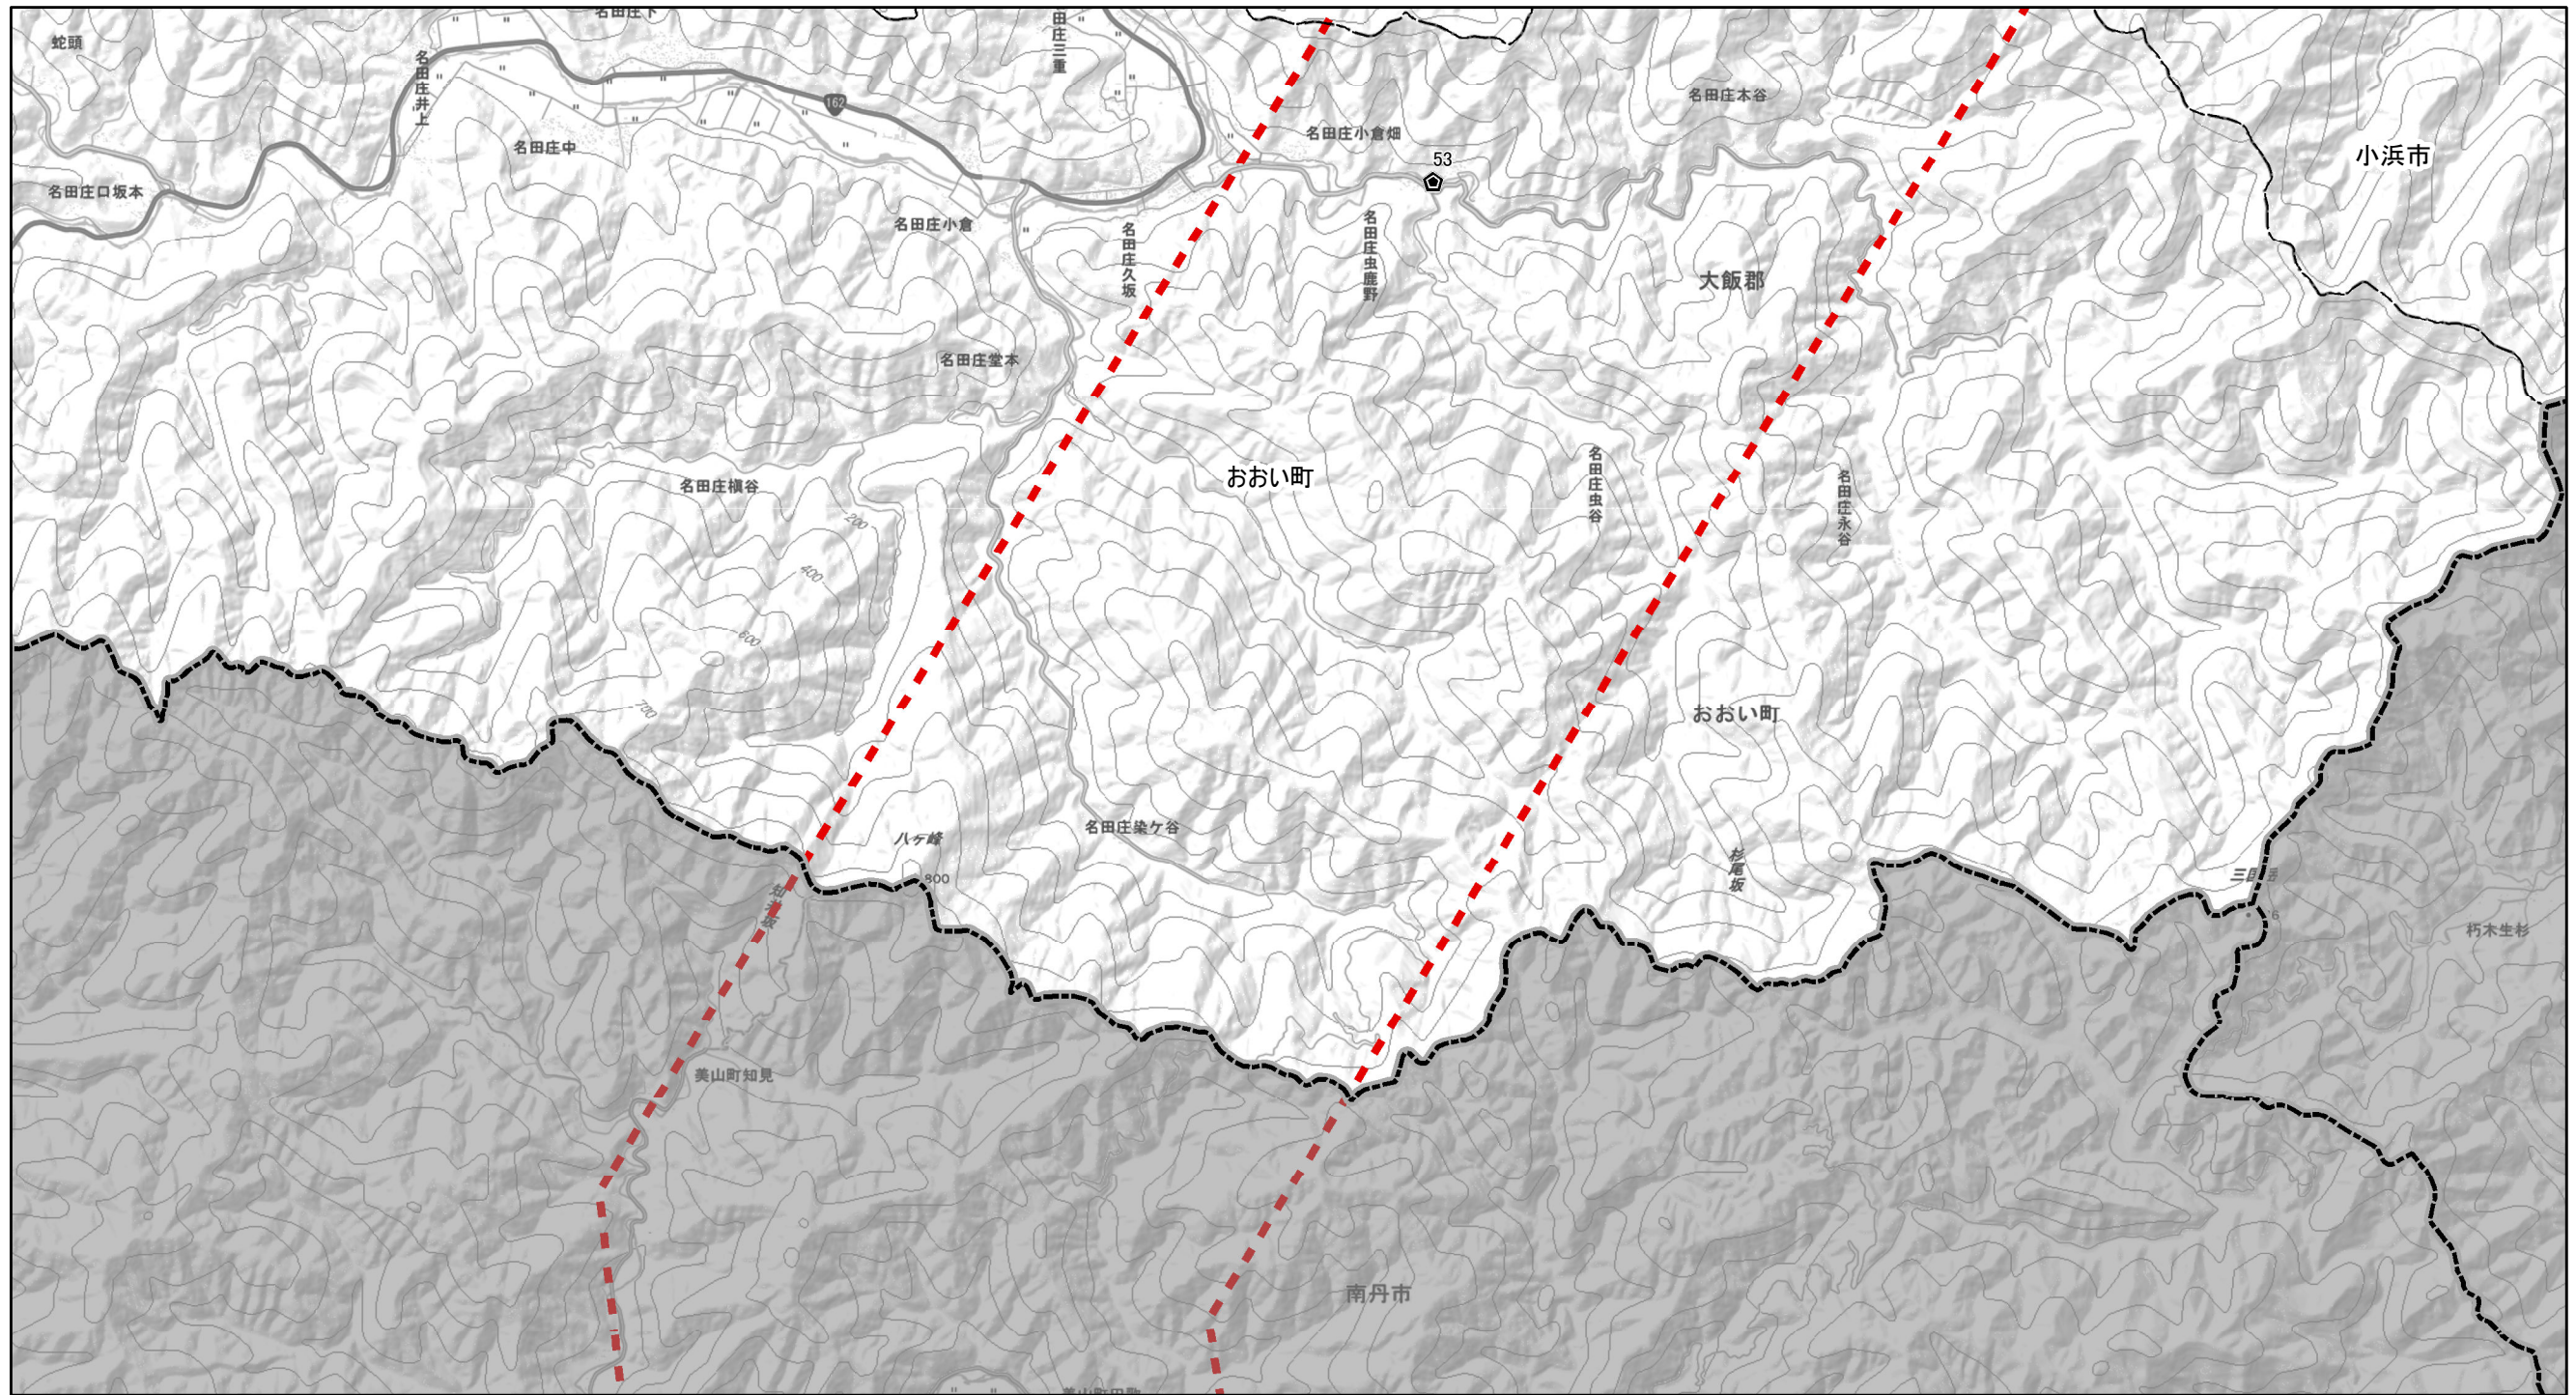 名田庄下
蛇頭
名田庄井上
田庄三重
162
名田庄中
名田庄口坂本
名田庄小倉
名田庄久坂
名田庄小倉畑
53
名田庄虫鹿野
名田庄木谷
小浜市
大飯郡
名田庄堂本
名田庄槇谷
おおい町
名田庄虫谷
名田庄永谷
200
400
600
700
おおい町
八ヶ峰
800
名田庄染ケ谷
杉尾坂
朽木生杉
美山町知見
南丹市